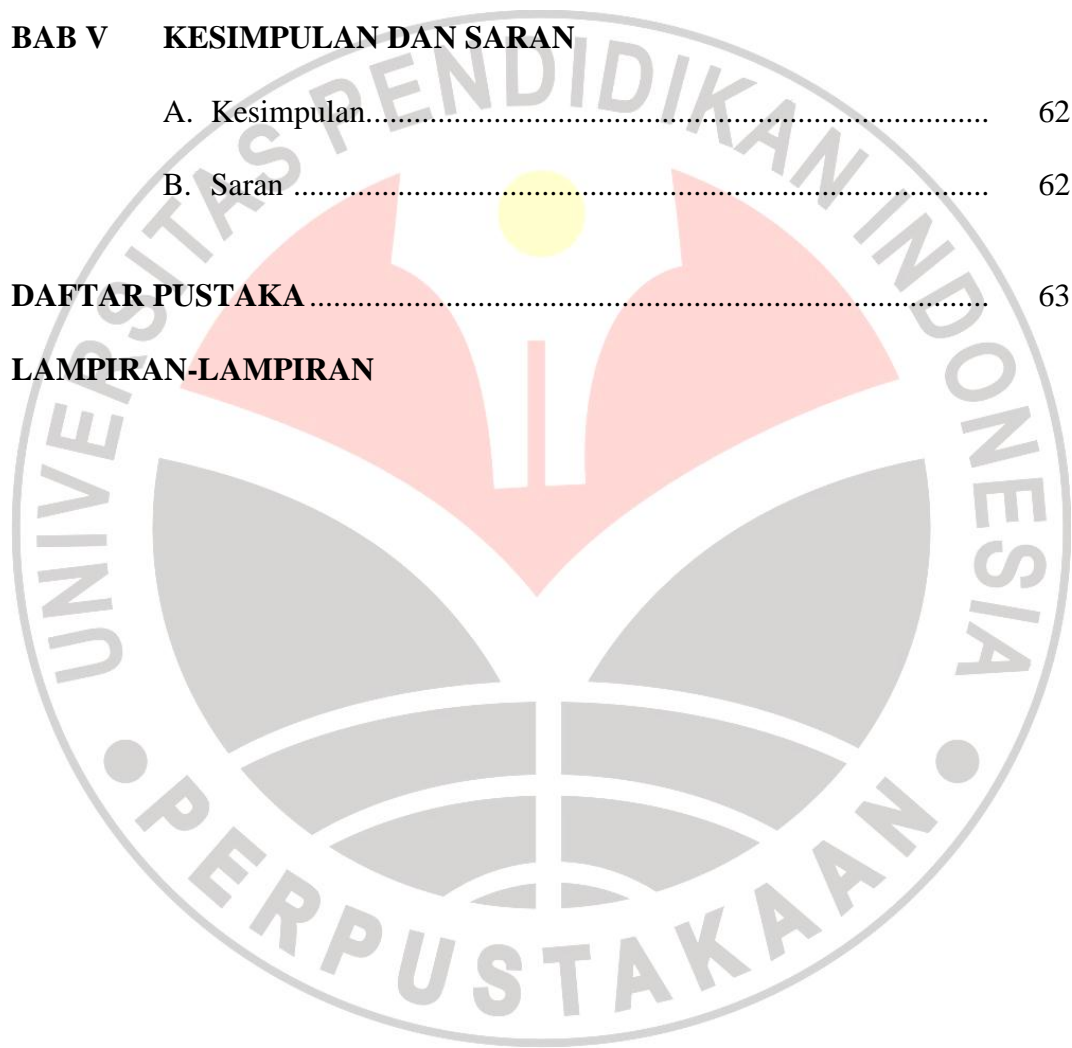 BAB V KESIMPULAN DAN SARAN
A. Kesimpulan........................................................................... 62
B. Saran .................................................................................... 62
DAFTAR PUSTAKA .................................................................................. 63
LAMPIRAN-LAMPIRAN
UNIVERSITAS PENDIDIKAN INDONESIA
PERPUSTAKAAN